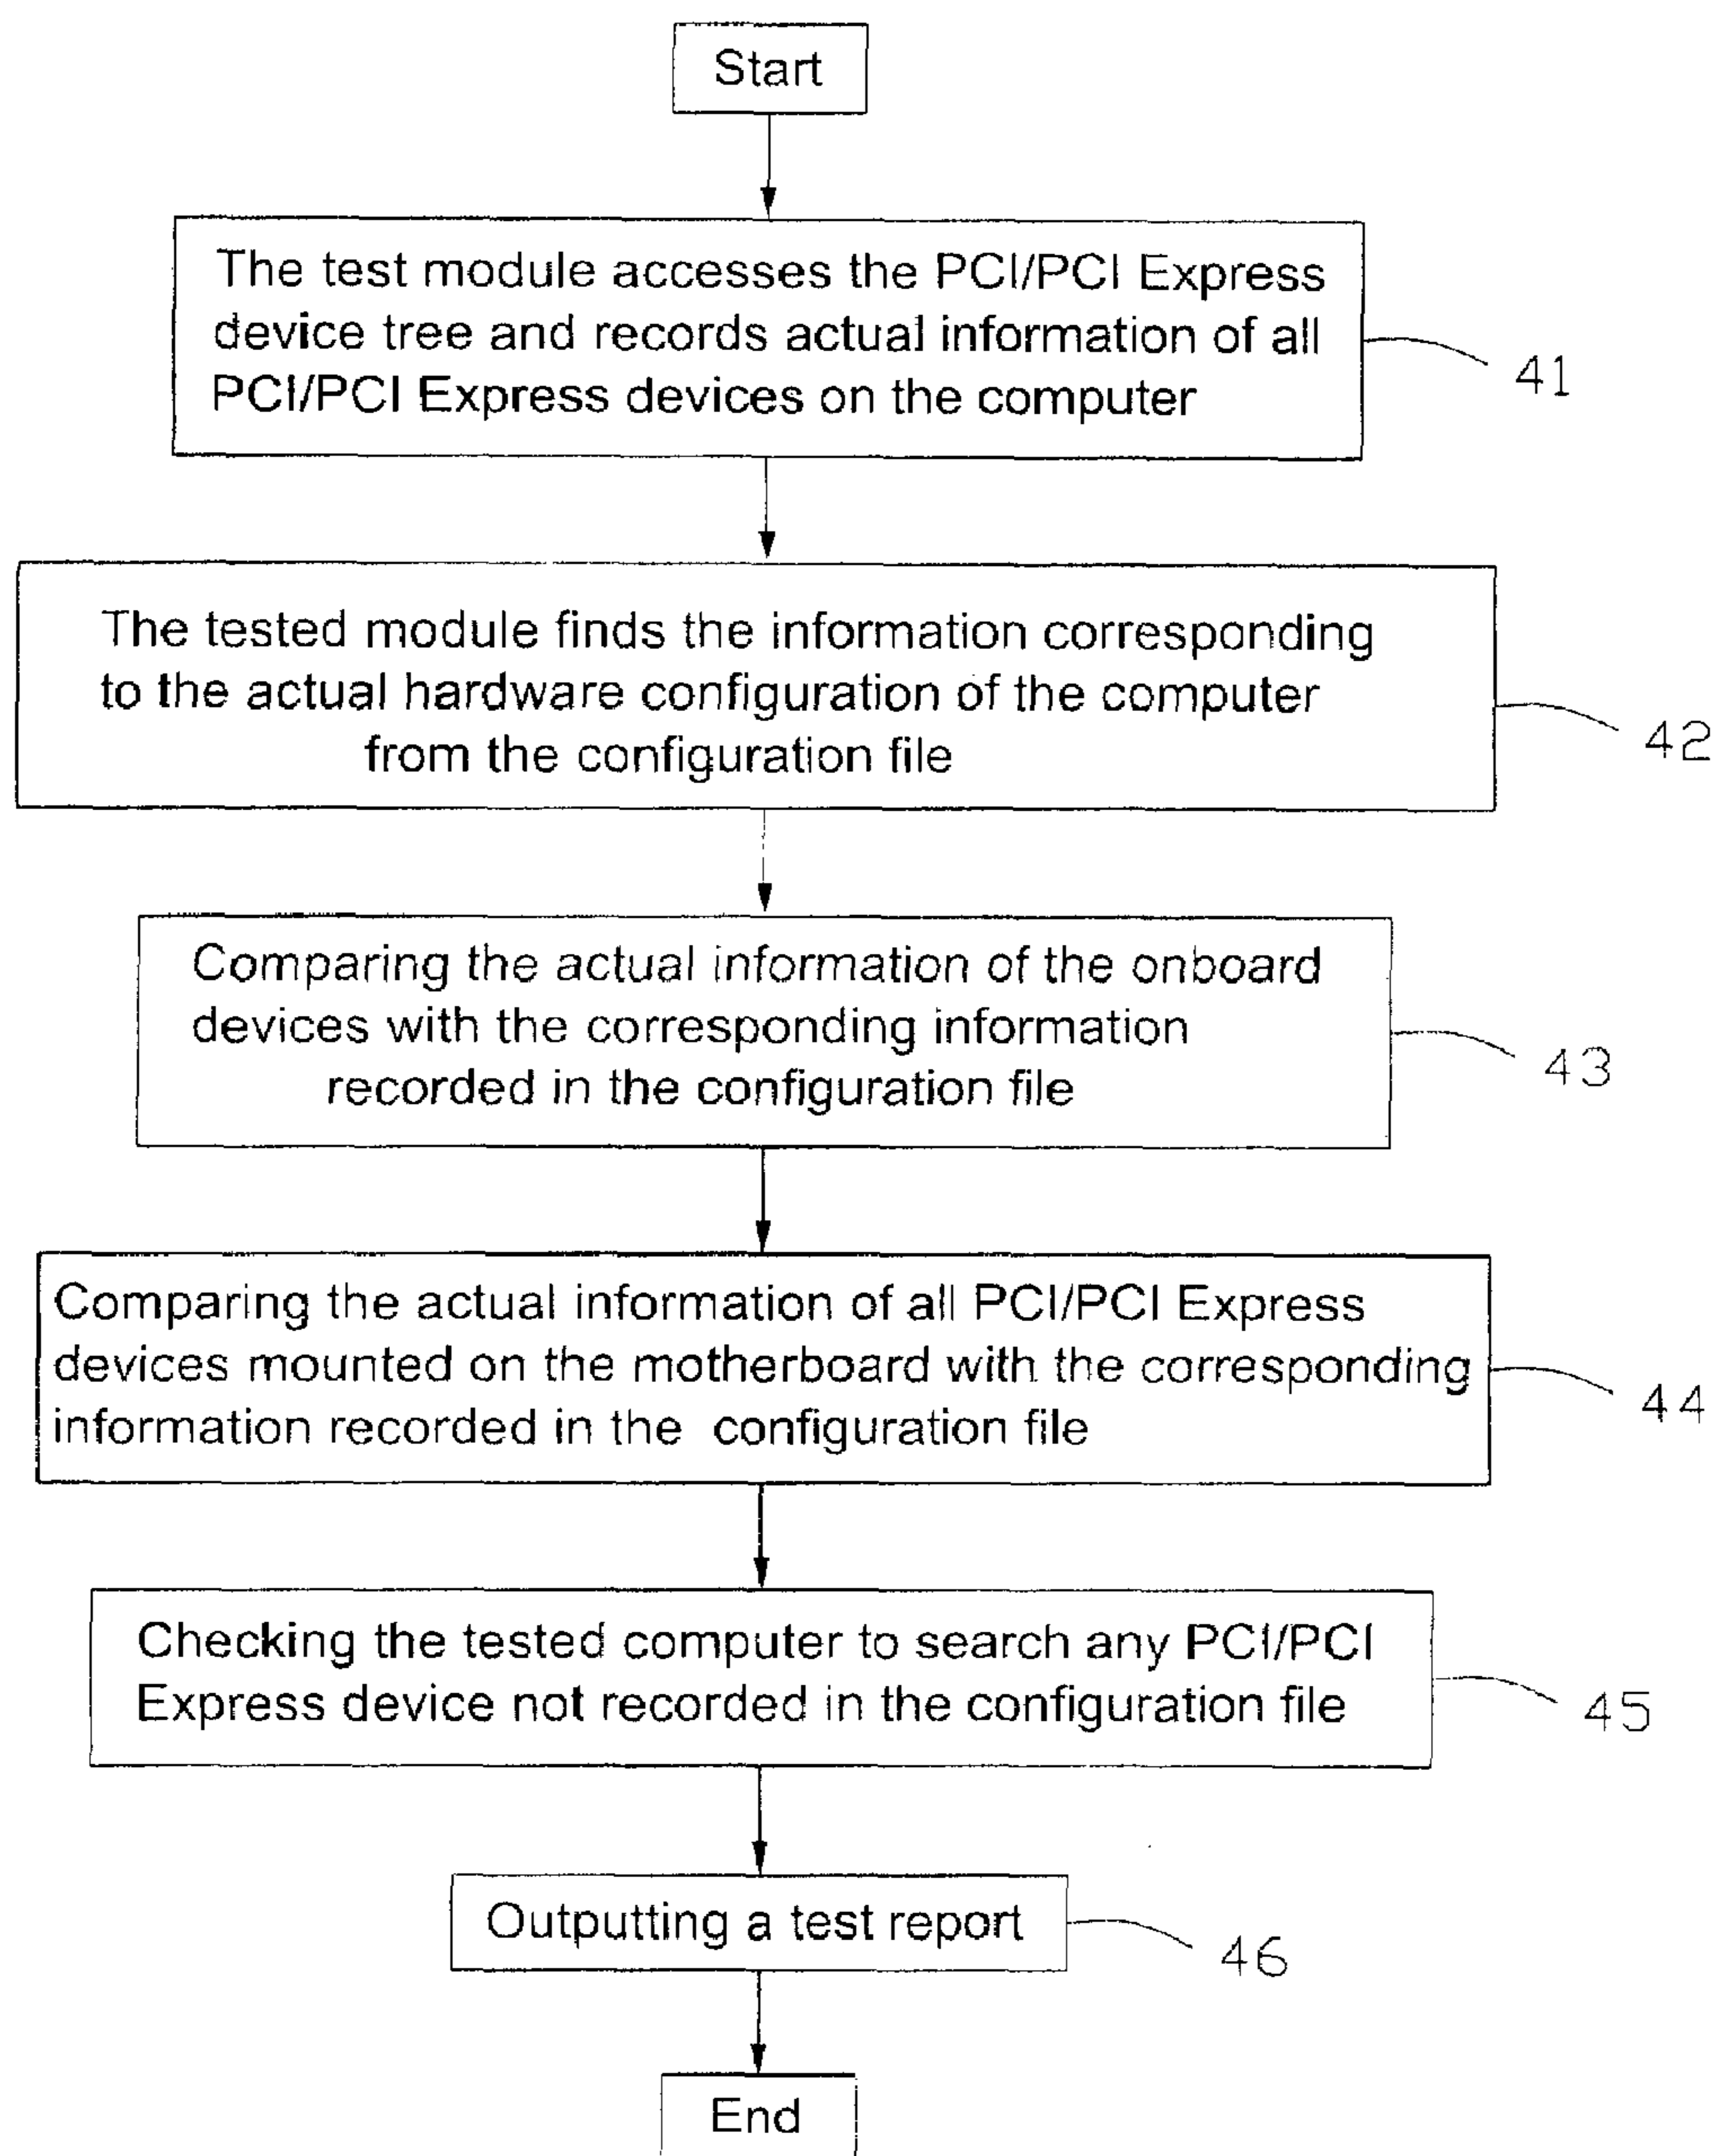 Start
The test module accesses the PCI/PCI Express
device tree and records actual information of all
PCI/PCI Express devices on the computer
41
The tested module finds the information corresponding
to the actual hardware configuration of the computer
from the configuration file
42
Comparing the actual information of the onboard
devices with the corresponding information
recorded in the configuration file
43
Comparing the actual information of all PCI/PCI Express
devices mounted on the motherboard with the corresponding
information recorded in the configuration file
44
Checking the tested computer to search any PCI/PCI
Express device not recorded in the configuration file
45
Outputting a test report
46
End